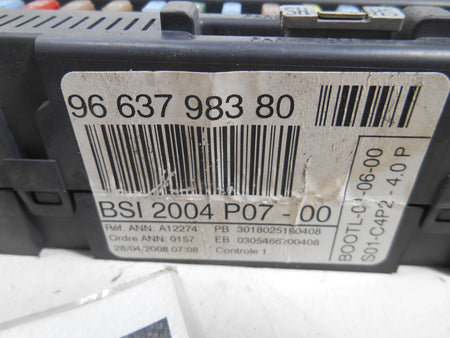 96 637 983 80
BSI 2004 P07 - 00
Réf. ANN: A12274 PB 3018025190408
Ordre ANN: 0157 EB 0305466200408
28/04/2008 07:08 Controle 1
BOOTL-01-06-00
S01-C4P2 - 4.0 P